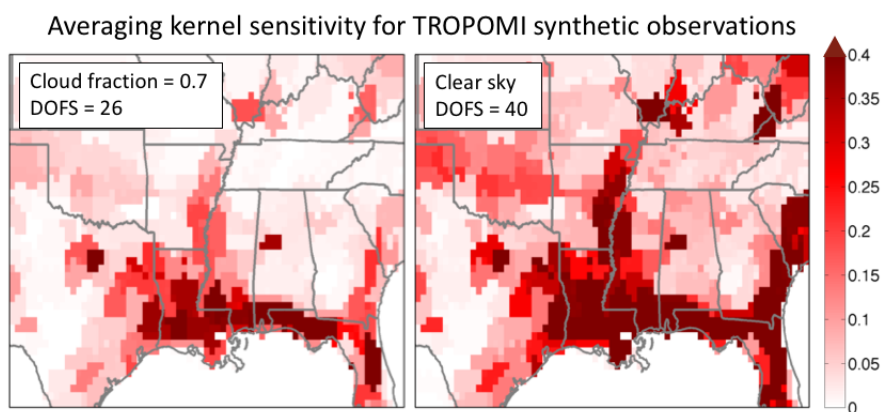 Averaging kernel sensitivity for TROPOMI synthetic observations
Cloud fraction = 0.7
DOFS = 26
Clear sky
DOFS = 40
0.4
0.35
0.3
0.25
0.2
0.15
0.1
0.05
0